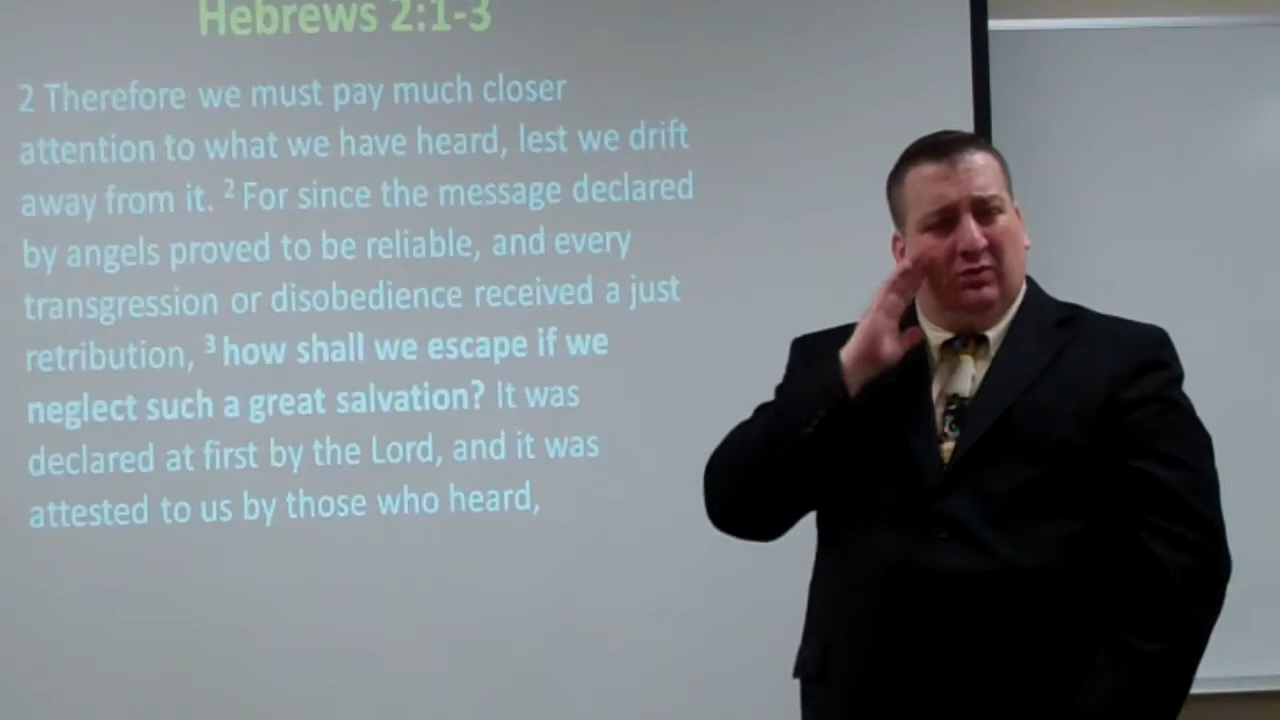 Hebrews 2:1-3
2 Therefore we must pay much closer
attention to what we have heard, lest we drift
away from it. ² For since the message declared
by angels proved to be reliable, and every
transgression or disobedience received a just
retribution, ³ how shall we escape if we
neglect such a great salvation? It was
declared at first by the Lord, and it was
attested to us by those who heard,